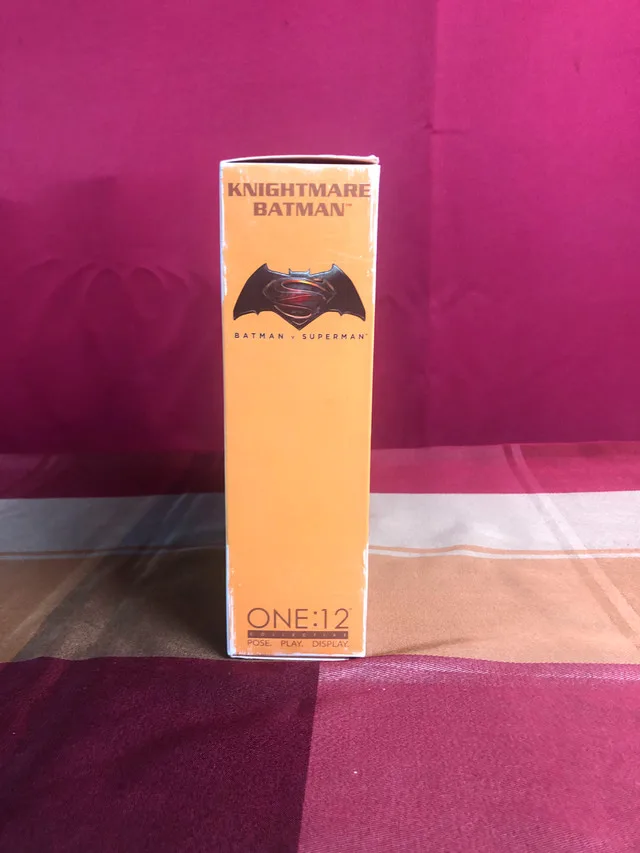 KNIGHTMARE
BATMAN™
BATMAN v SUPERMAN™
ONE:12
COLLECTIVE
POSE. PLAY. DISPLAY.